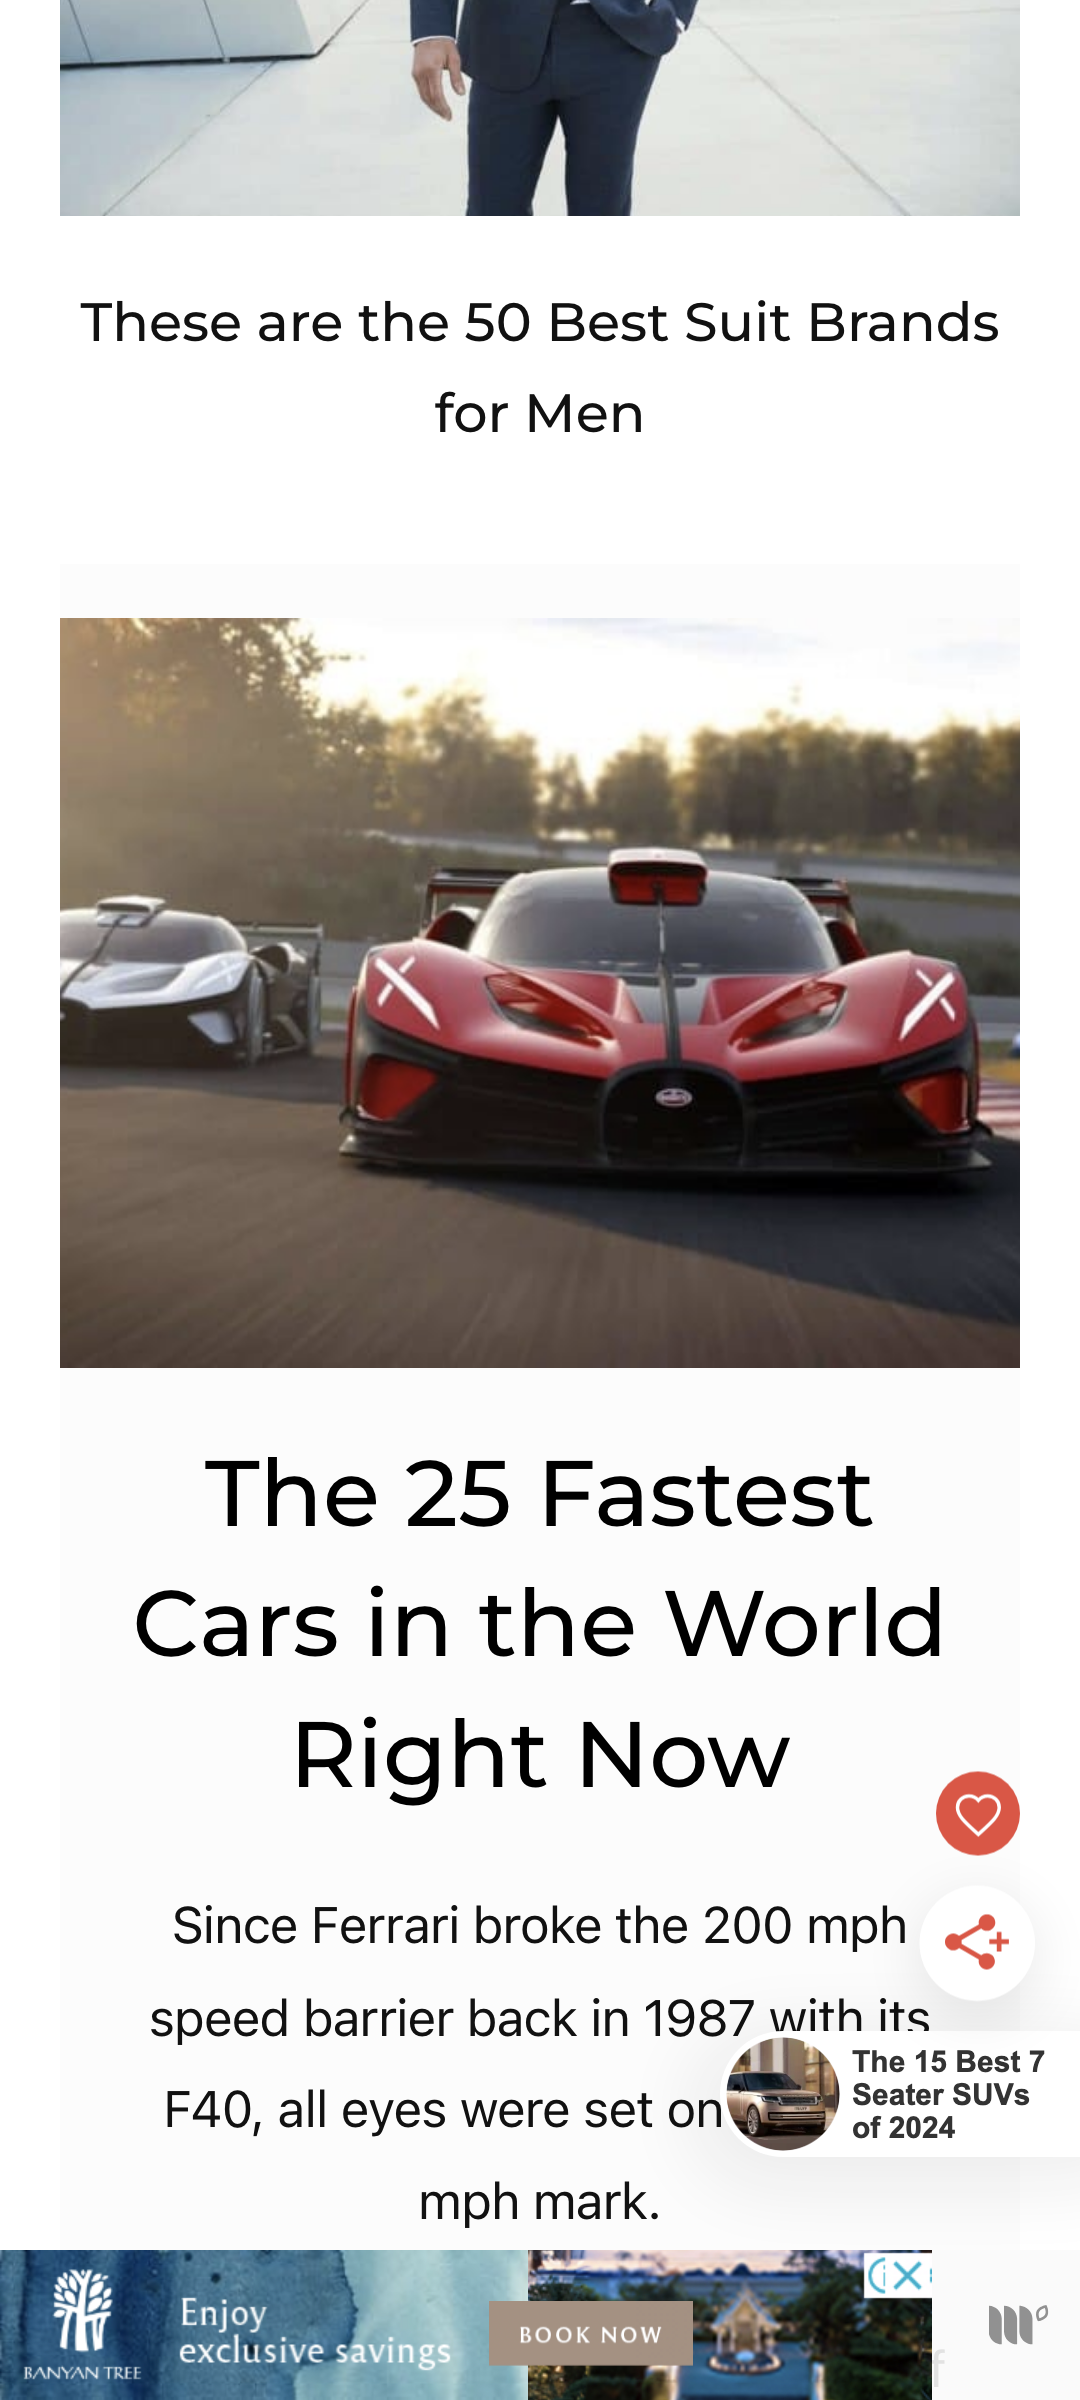 These are the 50 Best Suit Brands
for Men
The 25 Fastest
Cars in the World
Right Now
Since Ferrari broke the 200 mph
speed barrier back in 1987 with its
F40, all eyes were set on
mph mark.
The 15 Best 7
Seater SUVs
of 2024
Enjoy
exclusive savings
BOOK NOW
BANYAN TREE